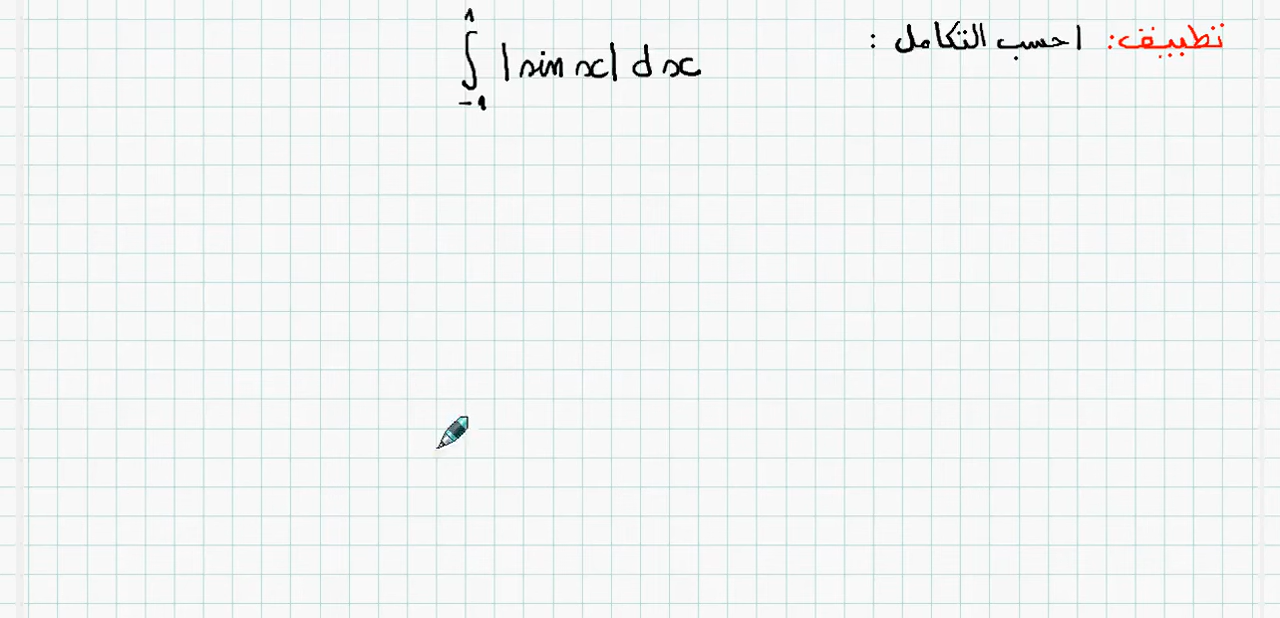 تطبيق: احسب التكامل :
∫_{-1}^{1} |sin x| dx